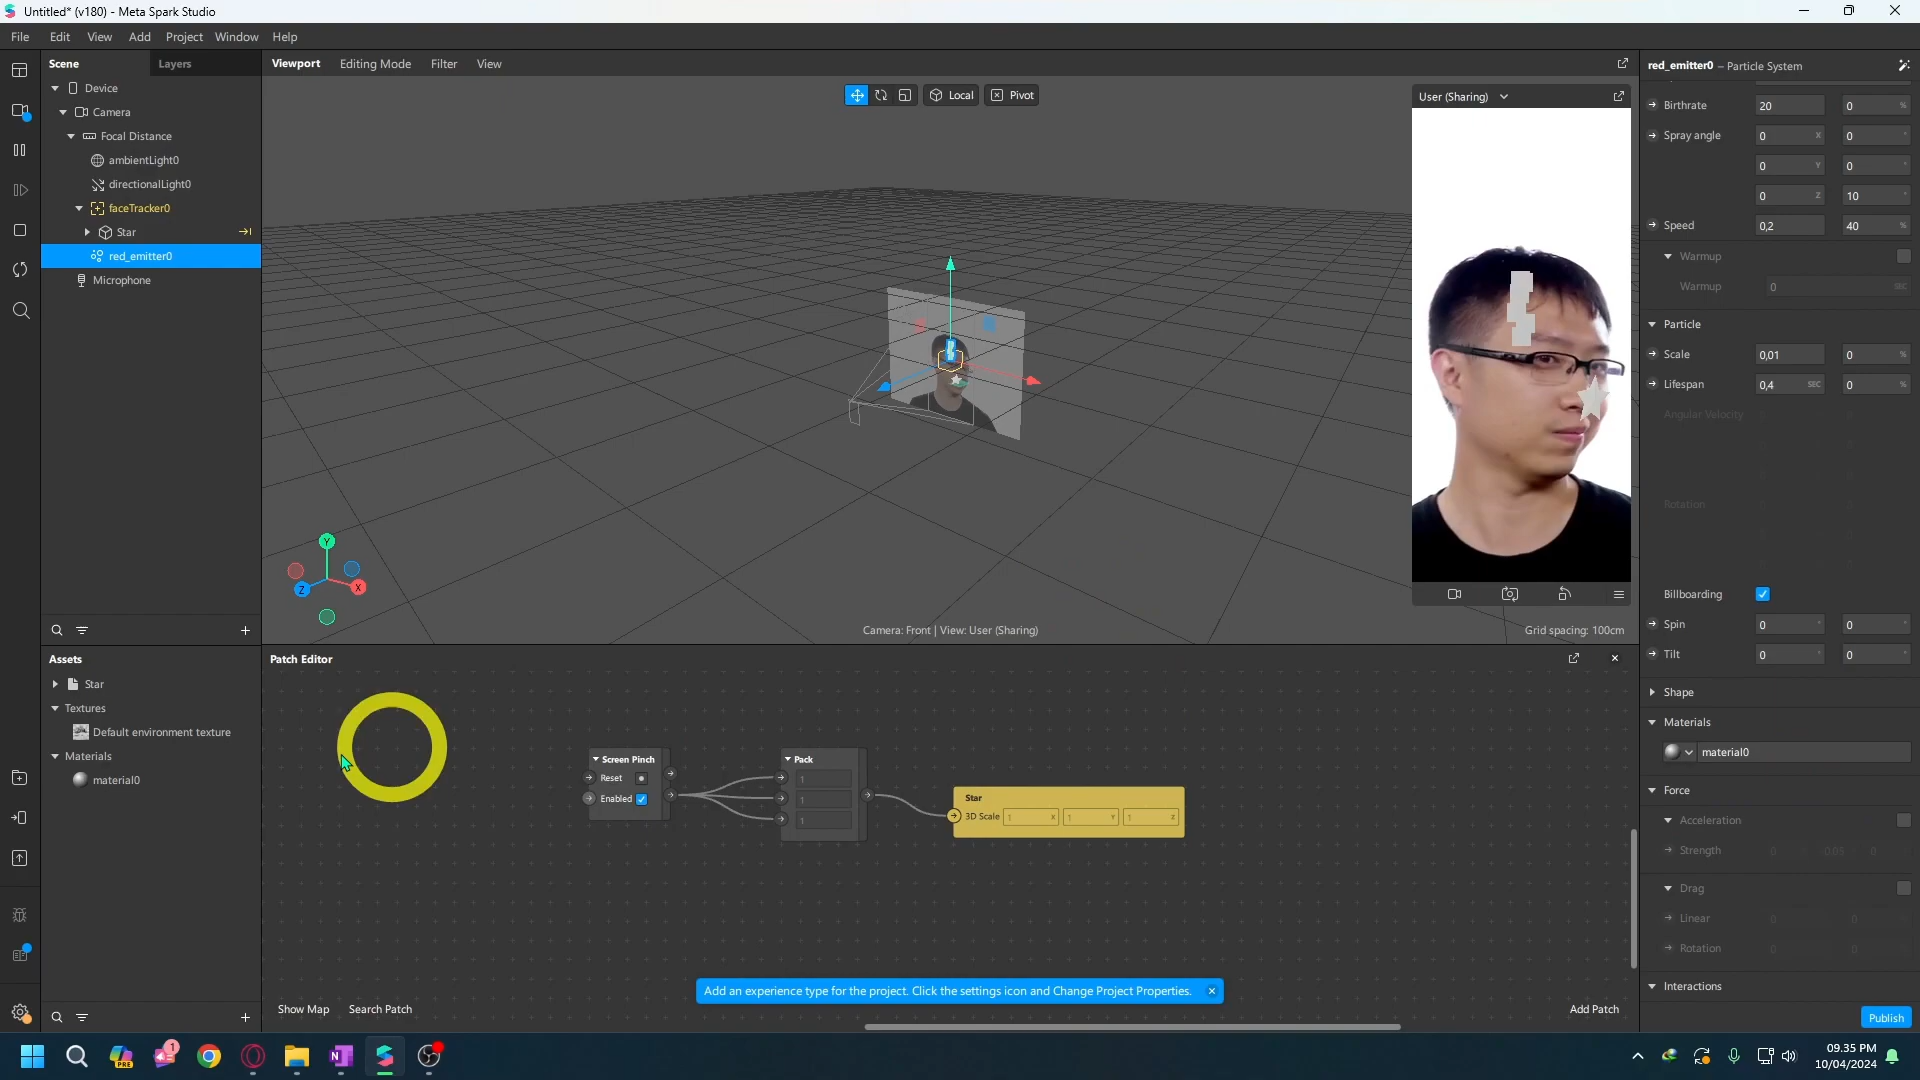 Untitled* (v180) - Meta Spark Studio
File Edit View Add Project Window Help
Scene Layers
Device
Camera
Focal Distance
ambientLight0
directionalLight0
faceTracker0
Star
red_emitter0
Microphone
Assets
Star
Textures
Default environment texture
Materials
material0
Viewport Editing Mode Filter View
Local Pivot
Y
Z X
Camera: Front | View: User (Sharing)
Grid spacing: 100cm
User (Sharing)
Patch Editor
Screen Pinch
Reset
Enabled
Pack
1
1
1
Star
3D Scale 1 X 1 Y 1 Z
Add an experience type for the project. Click the settings icon and Change Project Properties.
Show Map Search Patch
Add Patch
red_emitter0 – Particle System
Birthrate 20 0 %
Spray angle 0 X 0 °
0 Y 0 °
0 Z 10 °
Speed 0,2 40 %
Warmup
Warmup 0 SEC
Particle
Scale 0,01 0 %
Lifespan 0,4 SEC 0 %
Angular Velocity
Rotation
Billboarding
Spin 0 ° 0 °
Tilt 0 ° 0 °
Shape
Materials
material0
Force
Acceleration
Strength 0 0.05 0
Drag
Linear 0 0
Rotation 0 0
Interactions
Publish
PRE
1
09.35 PM
10/04/2024